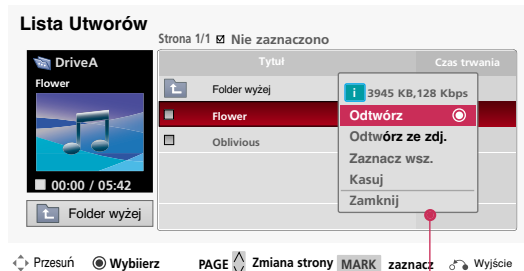 Lista Utworów
Strona 1/1 Nie zaznaczono
DriveA
Tytuł Czas trwania
Flower
Folder wyżej
i 3945 KB,128 Kbps
Flower
Odtwórz
Oblivious
Odtwórz ze zdj.
Zaznacz wsz.
Kasuj
Zamknij
00:00 / 05:42
Folder wyżej
Przesuń Wybiierz PAGE Zmiana strony MARK zaznacz Wyjście